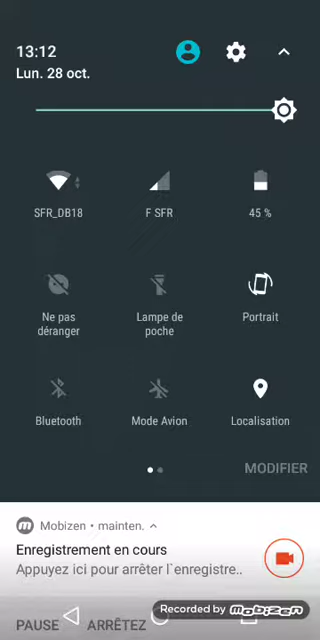 13:12
Lun. 28 oct.
SFR_DB18
F SFR
45 %
Ne pas
déranger
Lampe de
poche
Portrait
Bluetooth
Mode Avion
Localisation
MODIFIER
m Mobizen • mainten.
Enregistrement en cours
Appuyez ici pour arrêter l`enregistre..
PAUSE
ARRÊTEZ
Recorded by mobizen